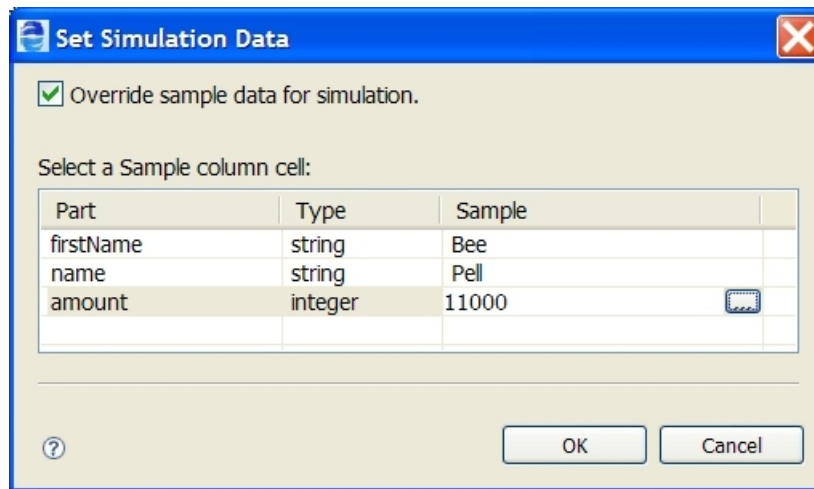 Set Simulation Data
Override sample data for simulation.
Select a Sample column cell:
Part Type Sample
firstName string Bee
name string Pell
amount integer 11000 ...
? OK Cancel